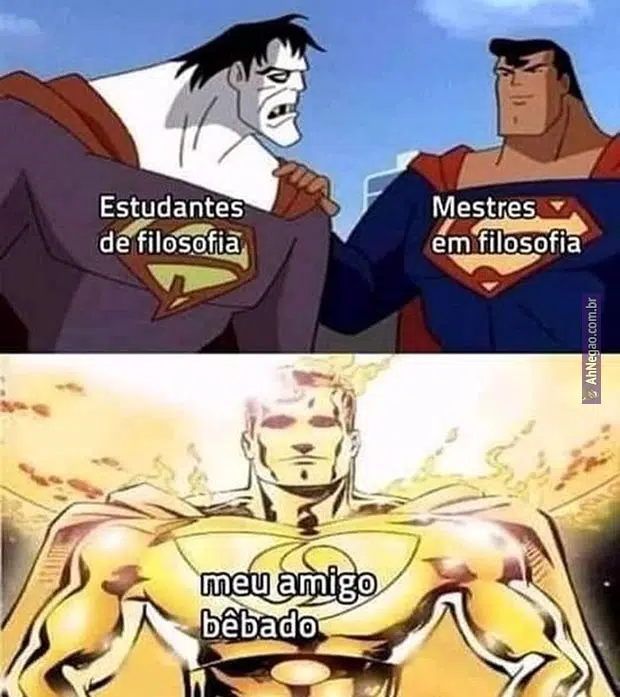 Estudantes
de filosofia
Mestres
em filosofia
AhNegao.com.br
meu amigo
bêbado